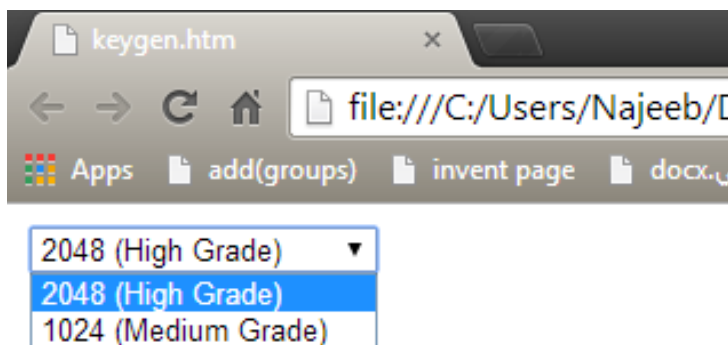 keygen.htm
file:///C:/Users/Najeeb/
Apps add(groups) invent page docx.
2048 (High Grade)
2048 (High Grade)
1024 (Medium Grade)